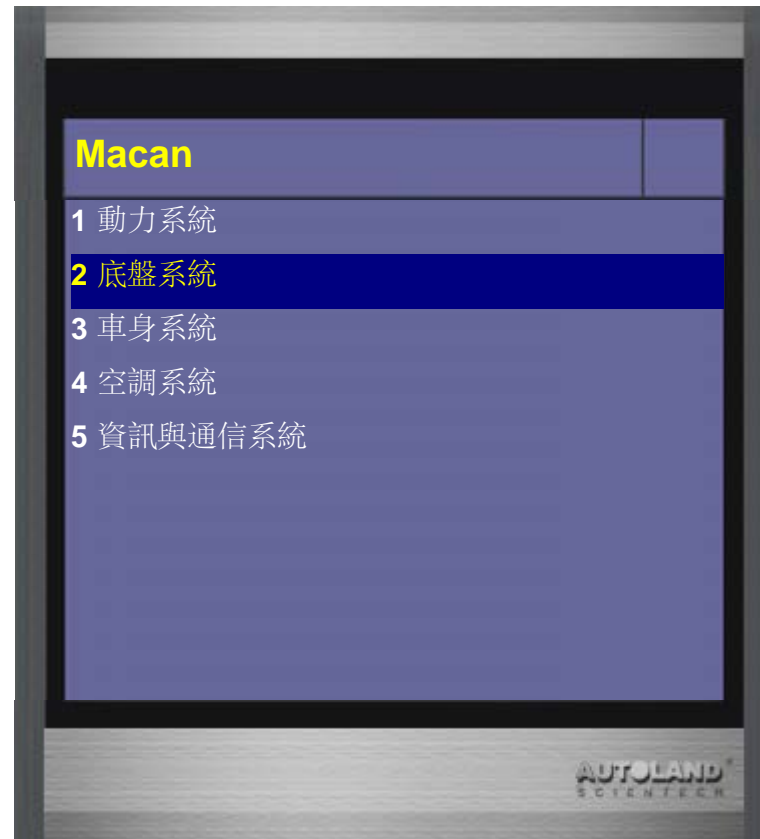 Macan
1 動力系統
2 底盤系統
3 車身系統
4 空調系統
5 資訊與通信系統
AUTOLAND
SCIENTECH